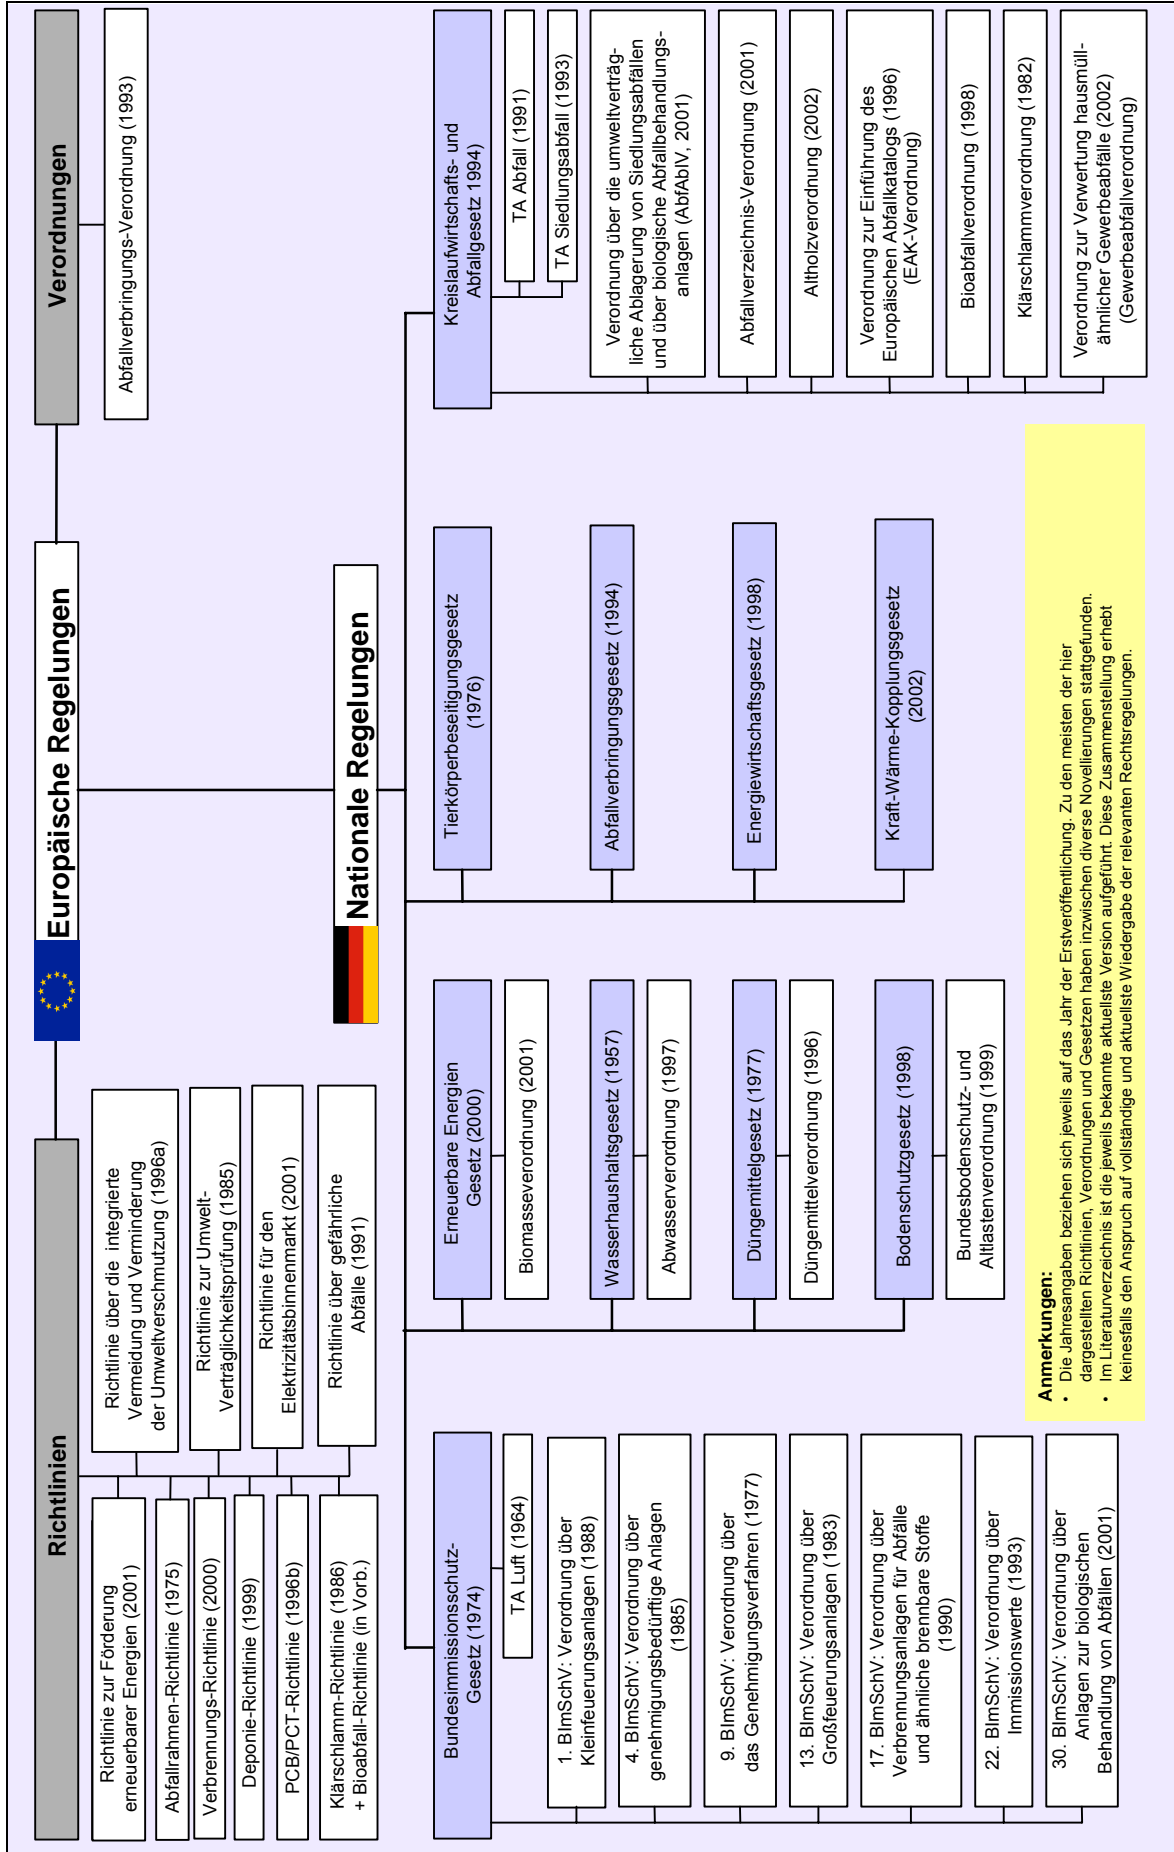 Europäische Regelungen
Richtlinien
Richtlinie zur Förderung
erneuerbarer Energien (2001)
Abfallrahmen-Richtlinie (1975)
Verbrennungs-Richtlinie (2000)
Deponie-Richtlinie (1999)
PCB/PCT-Richtlinie (1996b)
Klärschlamm-Richtlinie (1986)
+ Bioabfall-Richtlinie (in Vorb.)
Richtlinie über die integrierte
Vermeidung und Verminderung
der Umweltverschmutzung (1996a)
Richtlinie zur Umwelt-
Verträglichkeitsprüfung (1985)
Richtlinie für den
Elektrizitätsbinnenmarkt (2001)
Richtlinie über gefährliche
Abfälle (1991)
Verordnungen
Abfallverbringungs-Verordnung (1993)
Nationale Regelungen
Bundesimmissionsschutz-
Gesetz (1974)
TA Luft (1964)
1. BImSchV: Verordnung über
Kleinfeuerungsanlagen (1988)
4. BImSchV: Verordnung über
genehmigungsbedürftige Anlagen
(1985)
9. BImSchV: Verordnung über
das Genehmigungsverfahren (1977)
13. BImSchV: Verordnung über
Großfeuerungsanlagen (1983)
17. BImSchV: Verordnung über
Verbrennungsanlagen für Abfälle
und ähnliche brennbare Stoffe
(1990)
22. BImSchV: Verordnung über
Immissionswerte (1993)
30. BImSchV: Verordnung über
Anlagen zur biologischen
Behandlung von Abfällen (2001)
Erneuerbare Energien
Gesetz (2000)
Biomasseverordnung (2001)
Wasserhaushaltsgesetz (1957)
Abwasserverordnung (1997)
Düngemittelgesetz (1977)
Düngemittelverordnung (1996)
Bodenschutzgesetz (1998)
Bundesbodenschutz- und
Altlastenverordnung (1999)
Tierkörperbeseitigungsgesetz
(1976)
Abfallverbringungsgesetz (1994)
Energiewirtschaftsgesetz (1998)
Kraft-Wärme-Kopplungsgesetz
(2002)
Kreislaufwirtschafts- und
Abfallgesetz 1994)
TA Abfall (1991)
TA Siedlungsabfall (1993)
Verordnung über die umweltverträg-
liche Ablagerung von Siedlungsabfällen
und über biologische Abfallbehandlungs-
anlagen (AbfAblV, 2001)
Abfallverzeichnis-Verordnung (2001)
Altholzverordnung (2002)
Verordnung zur Einführung des
Europäischen Abfallkatalogs (1996)
(EAK-Verordnung)
Bioabfallverordnung (1998)
Klärschlammverordnung (1982)
Verordnung zur Verwertung hausmüll-
ähnlicher Gewerbeabfälle (2002)
(Gewerbeabfallverordnung)
Anmerkungen:
• Die Jahresangaben beziehen sich jeweils auf das Jahr der Erstveröffentlichung. Zu den meisten der hier
dargestellten Richtlinien, Verordnungen und Gesetzen haben inzwischen diverse Novellierungen stattgefunden.
• Im Literaturverzeichnis ist die jeweils bekannte aktuellste Version aufgeführt. Diese Zusammenstellung erhebt
keinesfalls den Anspruch auf vollständige und aktuellste Wiedergabe der relevanten Rechtsregelungen.